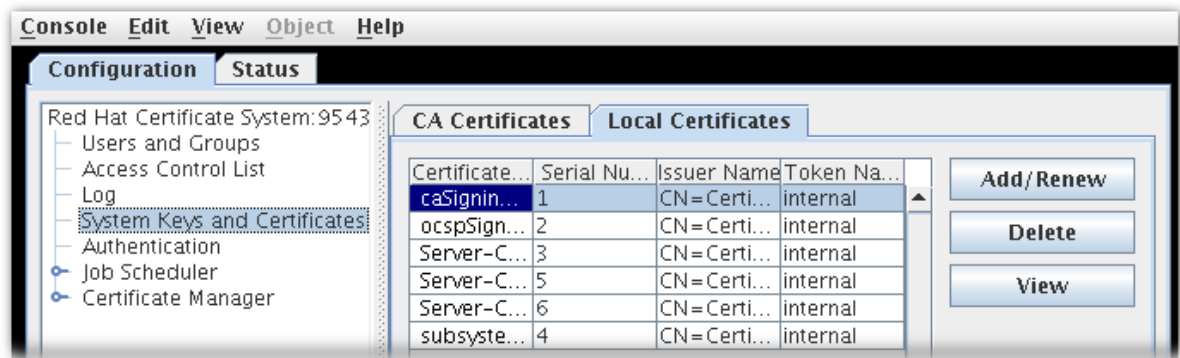 Console Edit View Object Help
Configuration Status
Red Hat Certificate System:9543
Users and Groups
Access Control List
Log
System Keys and Certificates
Authentication
Job Scheduler
Certificate Manager
CA Certificates Local Certificates
Certificate... Serial Nu... Issuer Name Token Na...
caSignin... 1 CN=Certi... internal
ocspSign... 2 CN=Certi... internal
Server-C... 3 CN=Certi... internal
Server-C... 5 CN=Certi... internal
Server-C... 6 CN=Certi... internal
subsyste... 4 CN=Certi... internal
Add/Renew
Delete
View